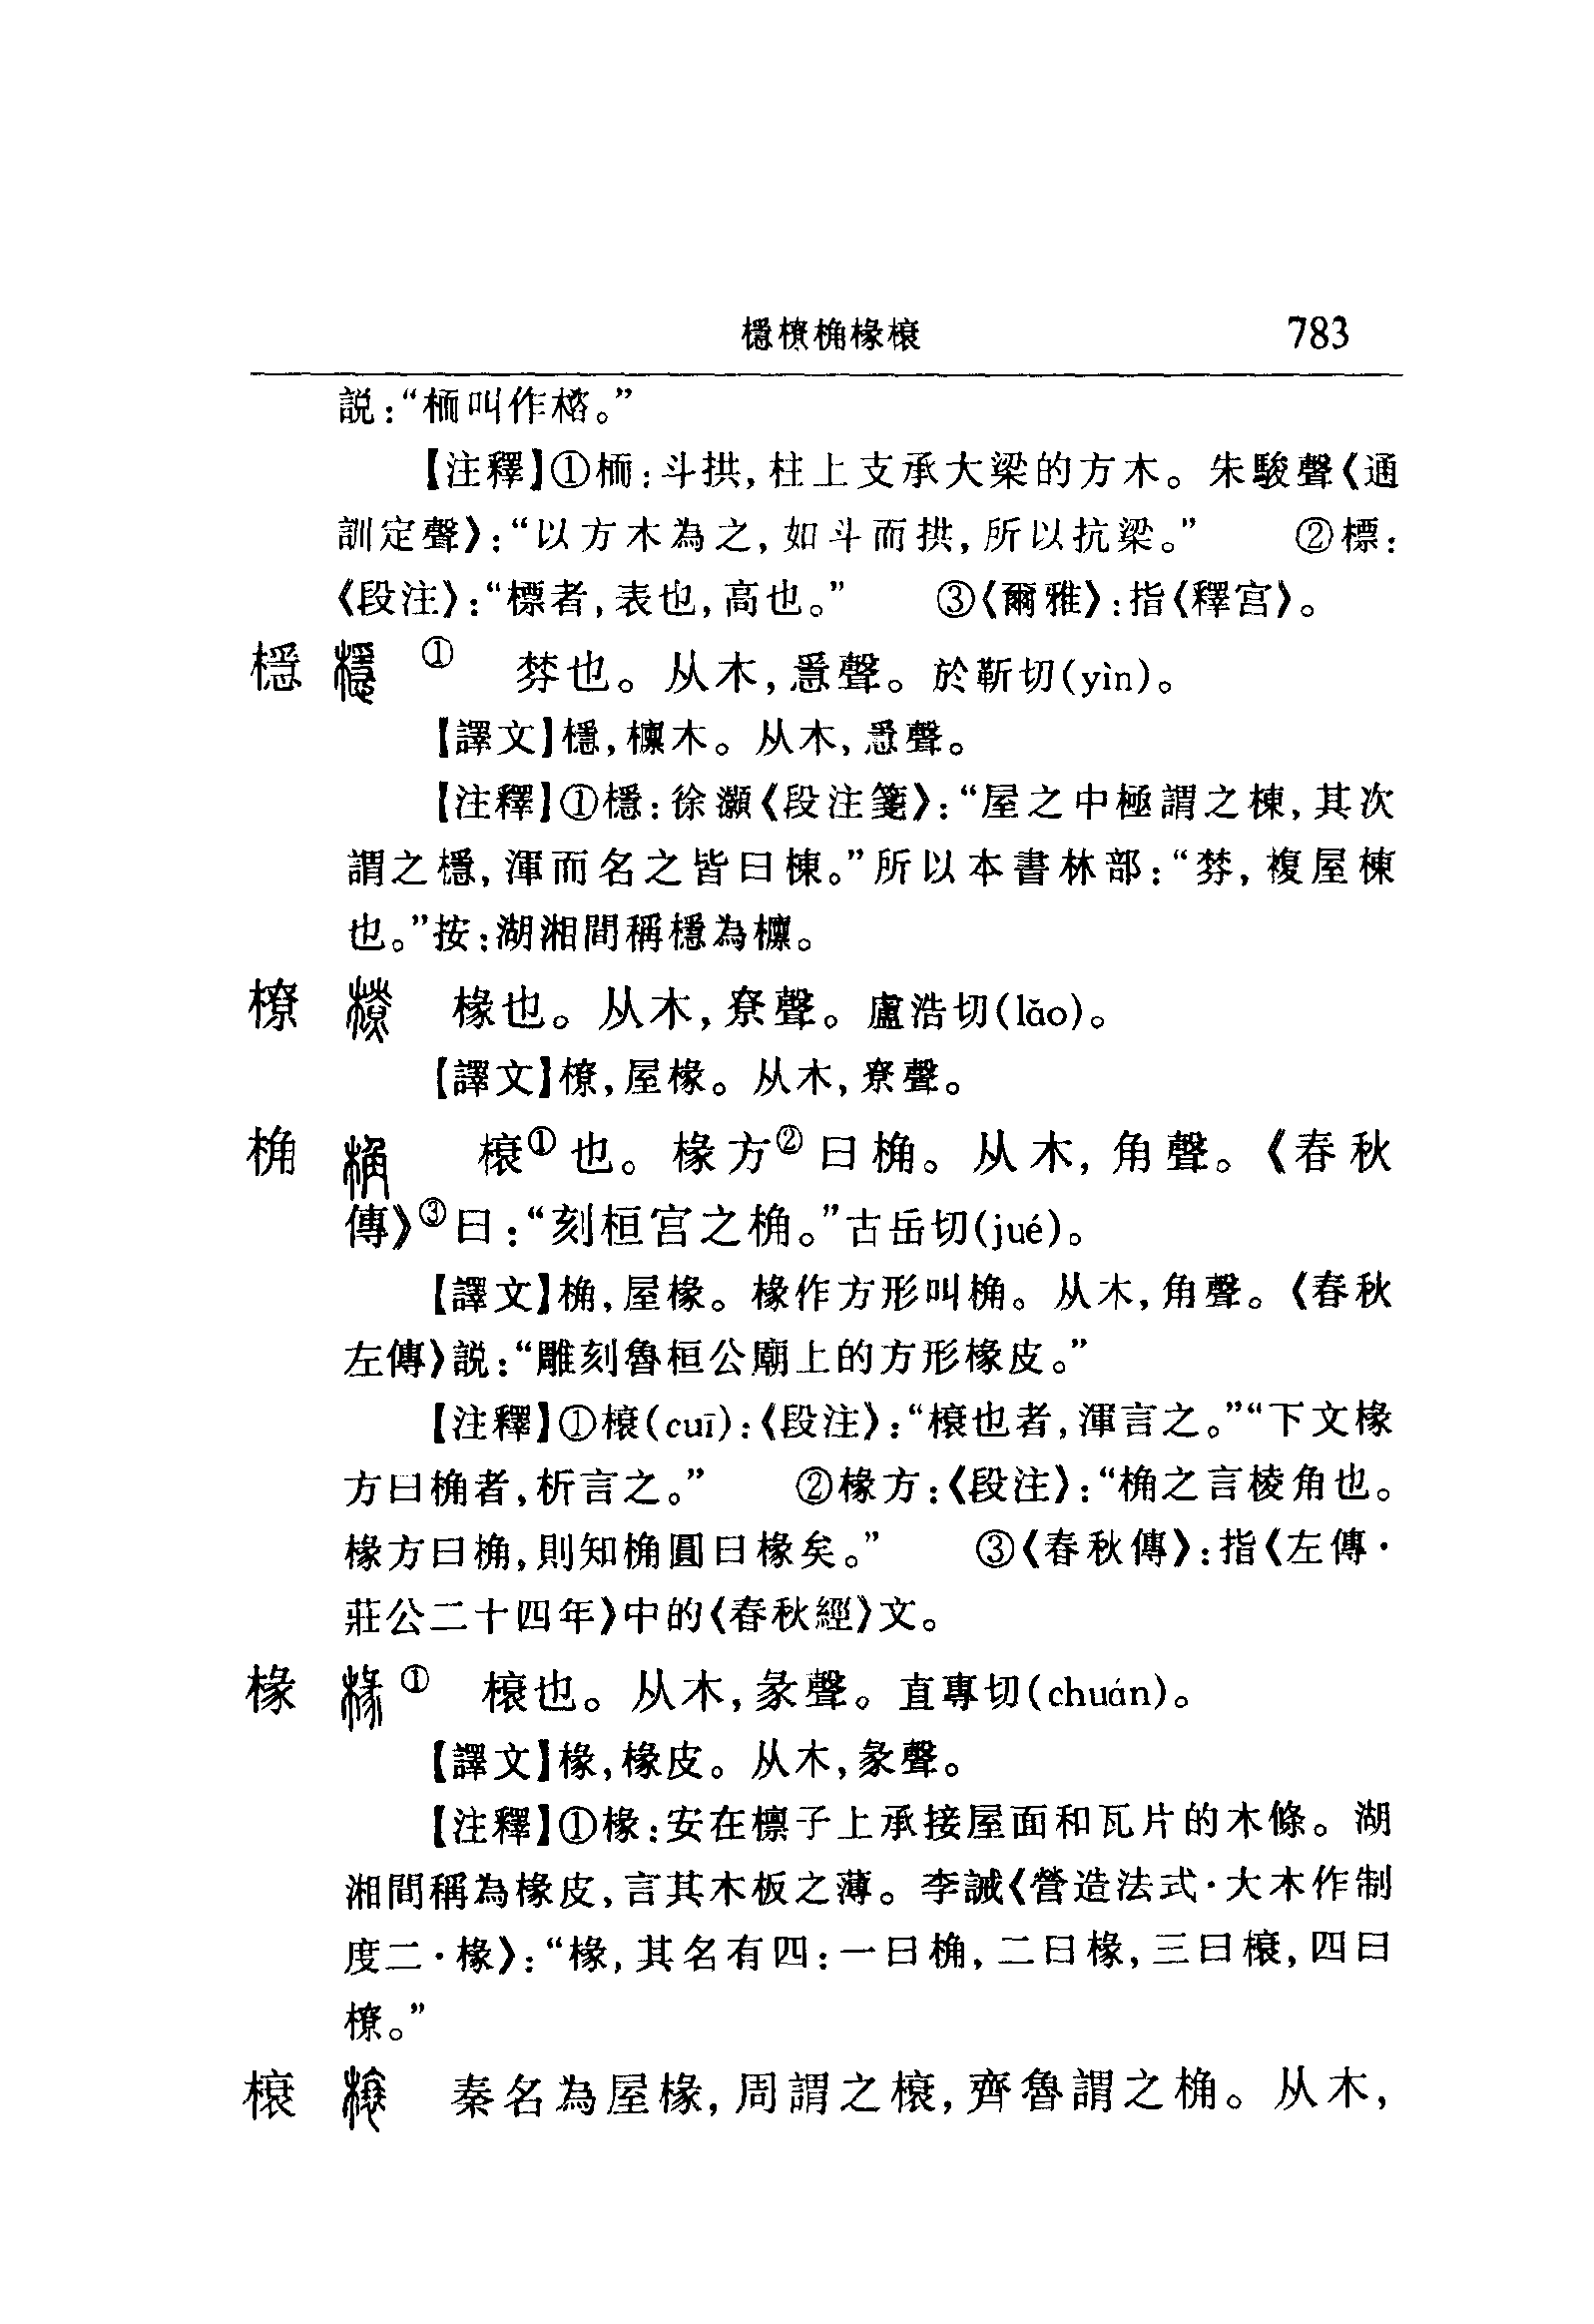 檼橑桷椽榱 783
説：“栭叫作㭼。”
【注釋】①栭：斗拱，柱上支承大梁的方木。朱駿聲《通
訓定聲》：“以方木為之，如斗而拱，所以抗梁。” ②標：
《段注》：“標者，表也，高也。” ③《爾雅》：指《釋宫》。
檼 ① 棼也。从木，㥯聲。於靳切(yìn)。
【譯文】檼，檁木。从木，㥯聲。
【注釋】①檼：徐灝《段注箋》：“屋之中極謂之棟，其次
謂之檼，渾而名之皆曰棟。”所以本書林部：“棼，複屋棟
也。”按：湖湘間稱檼為檁。
橑 椽也。从木，尞聲。盧浩切(lǎo)。
【譯文】橑，屋椽。从木，尞聲。
桷 榱①也。椽方②曰桷。从木，角聲。《春秋
傳》③曰：“刻桓宫之桷。”古岳切(jué)。
【譯文】桷，屋椽。椽作方形叫桷。从木，角聲。《春秋
左傳》説：“雕刻魯桓公廟上的方形椽皮。”
【注釋】①榱(cuī)：《段注》：“榱也者，渾言之。”“下文椽
方曰桷者，析言之。” ②椽方：《段注》：“桷之言棱角也。
椽方曰桷，則知桷圓曰椽矣。” ③《春秋傳》：指《左傳·
莊公二十四年》中的《春秋經》文。
椽 ① 榱也。从木，彖聲。直專切(chuán)。
【譯文】椽，椽皮。从木，彖聲。
【注釋】①椽：安在檩子上承接屋面和瓦片的木條。湖
湘間稱為椽皮，言其木板之薄。李誡《營造法式·大木作制
度二·椽》：“椽，其名有四：一曰桷，二曰椽，三曰榱，四曰
橑。”
榱 秦名為屋椽，周謂之榱，齊魯謂之桷。从木，